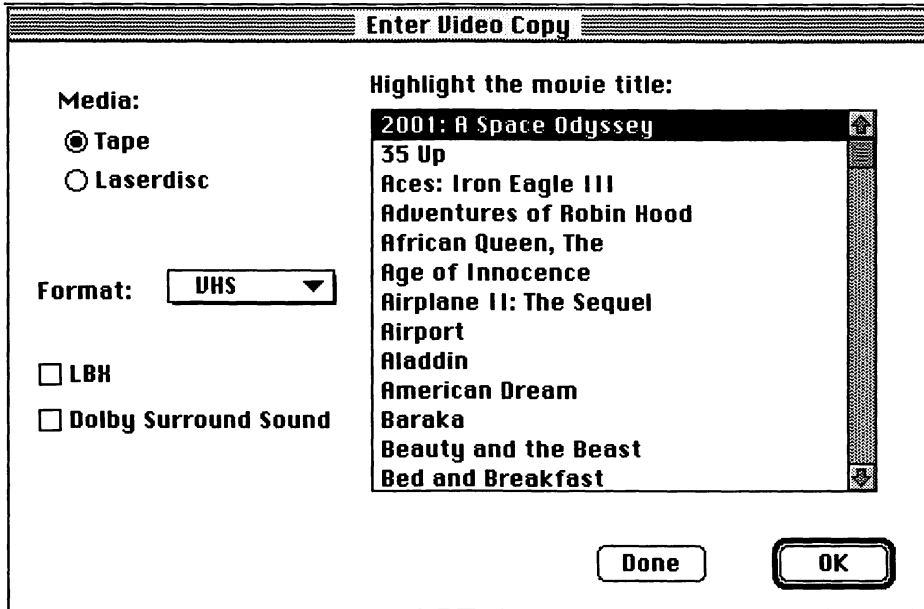 Enter Video Copy
Media:
Tape
Laserdisc
Format:
VHS
LBX
Dolby Surround Sound
Highlight the movie title:
2001: A Space Odyssey
35 Up
Aces: Iron Eagle III
Adventures of Robin Hood
African Queen, The
Age of Innocence
Airplane II: The Sequel
Airport
Aladdin
American Dream
Baraka
Beauty and the Beast
Bed and Breakfast
Done
OK